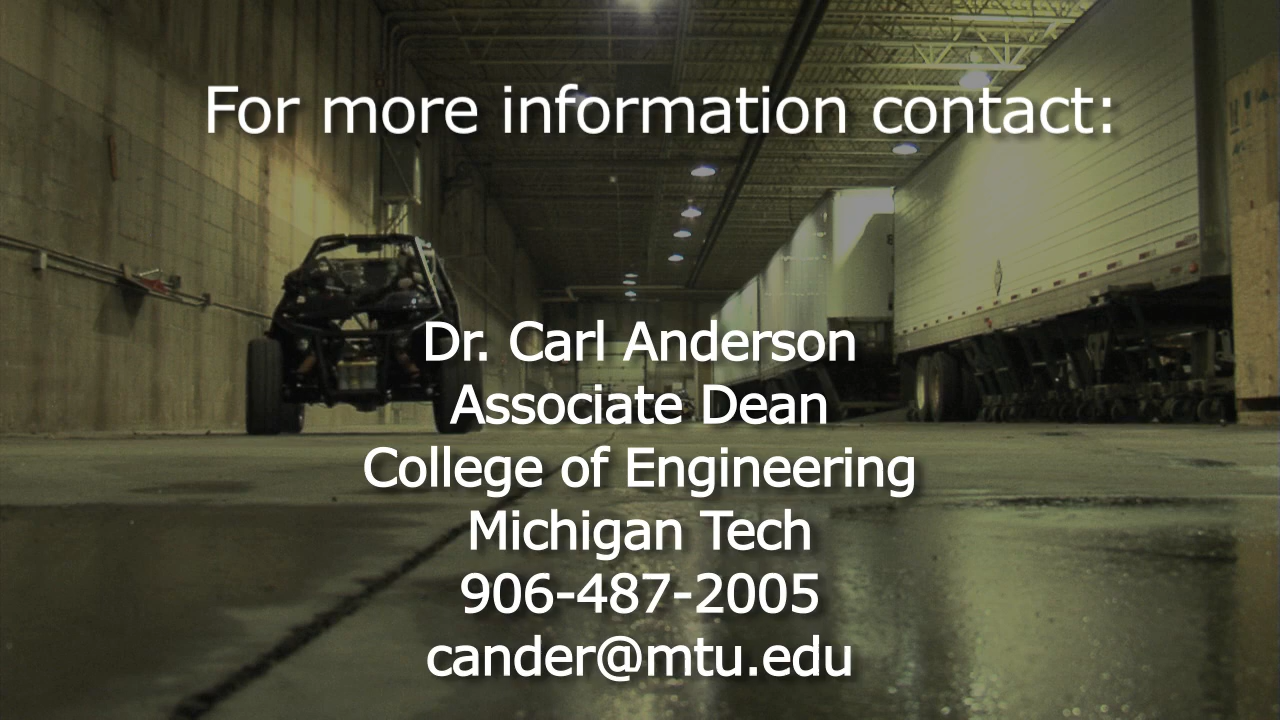 For more information contact:
Dr. Carl Anderson
Associate Dean
College of Engineering
Michigan Tech
906-487-2005
cander@mtu.edu